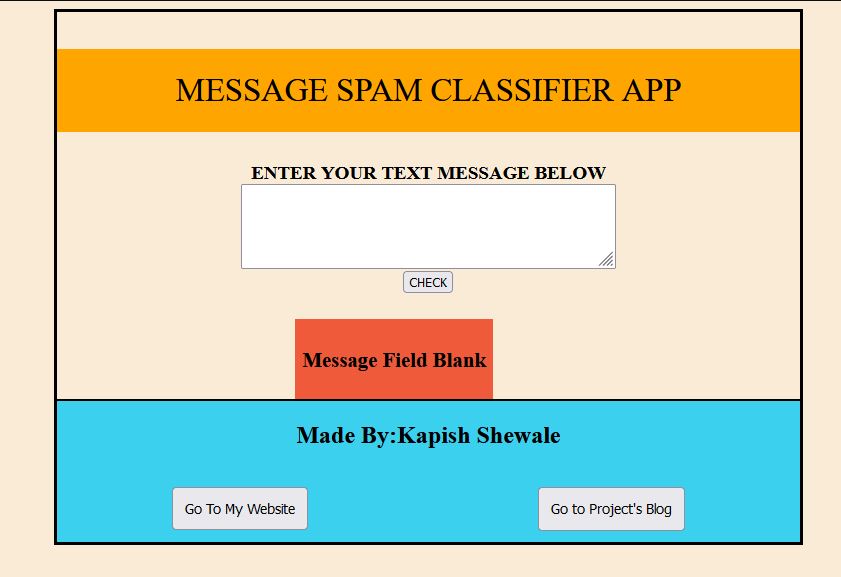 MESSAGE SPAM CLASSIFIER APP
ENTER YOUR TEXT MESSAGE BELOW
CHECK
Message Field Blank
Made By:Kapish Shewale
Go To My Website
Go to Project's Blog